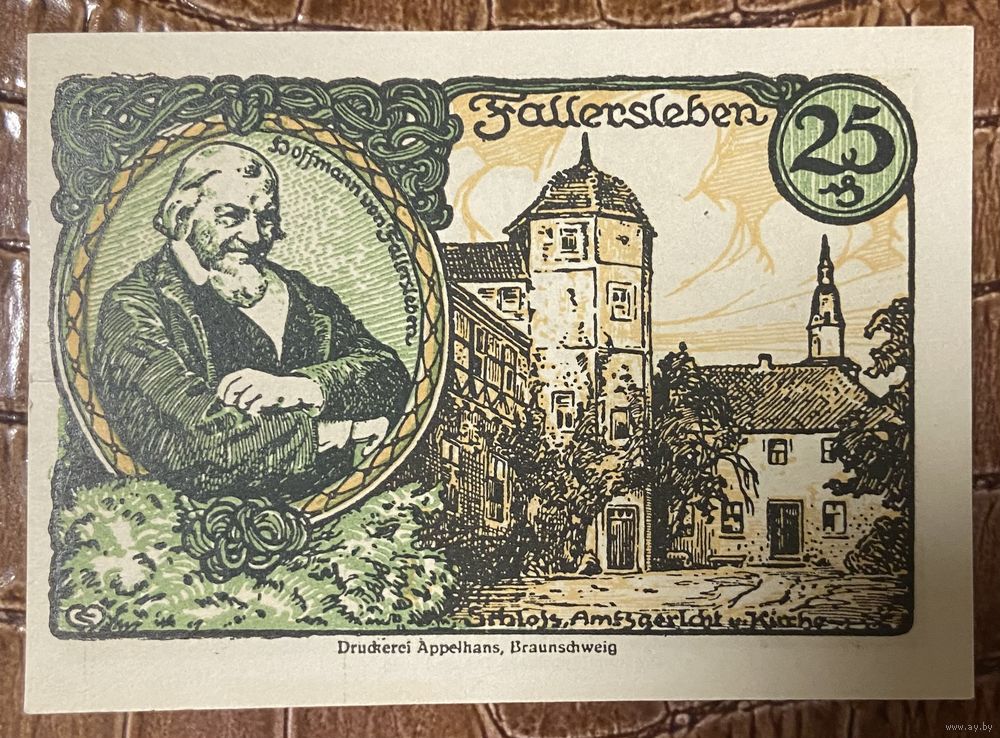 Fallersleben
25
₰
Hoffmann von Fallersleben
Schloss, Amtsgericht u. Kirche
Druckerei Appelhans, Braunschweig
www.ay.by